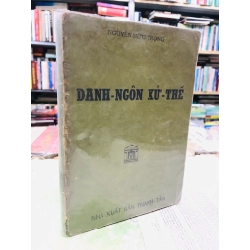 NGUYỄN HỮU TRỌNG
DANH-NGÔN XỬ-THẾ
NHÀ XUẤT BẢN THANH-TÂN